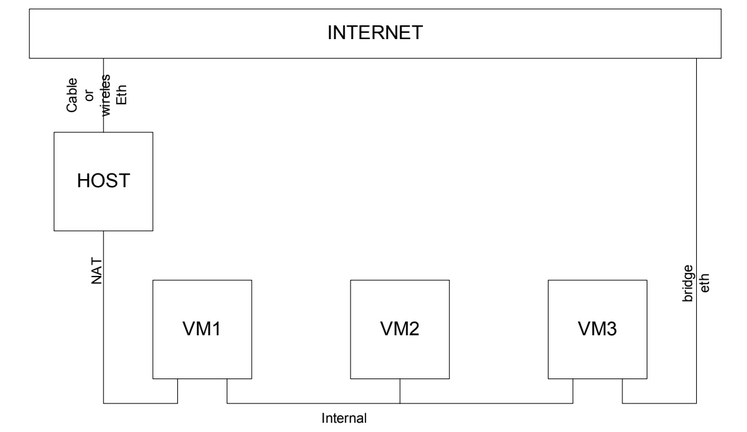 INTERNET
Cable
or
wireles
Eth
HOST
NAT
bridge
eth
VM1
VM2
VM3
Internal